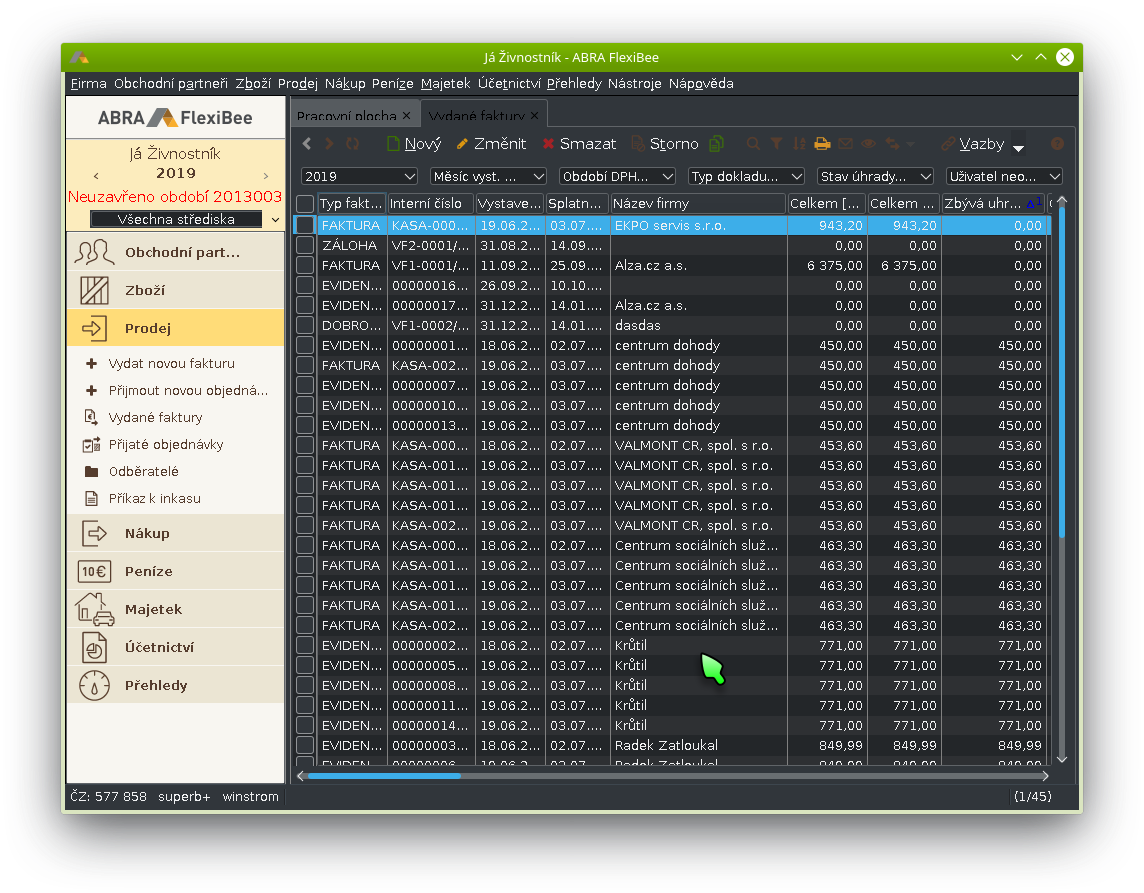 Já Živnostník - ABRA FlexiBee
Firma Obchodní partneři Zboží Prodej Nákup Peníze Majetek Účetnictví Přehledy Nástroje Nápověda
ABRA FlexiBee
Já Živnostník
2019
Neuzavřeno období 2013003
Všechna střediska
Obchodní part...
Zboží
Prodej
Vydat novou fakturu
Přijmout novou objedná...
Vydané faktury
Přijaté objednávky
Odběratelé
Příkaz k inkasu
Nákup
10€ Peníze
Majetek
Účetnictví
Přehledy
Pracovní plocha × Vydané faktury ×
Nový Změnit Smazat Storno Vazby
2019 Měsíc vyst. ... Období DPH... Typ dokladu... Stav úhrady... Uživatel neo...
Typ fakt... Interní číslo Vystave... Splatn... Název firmy Celkem [... Celkem ... Zbývá uhr... 1
FAKTURA KASA-000... 19.06.2... 03.07.... EKPO servis s.r.o. 943,20 943,20 0,00
ZÁLOHA VF2-0001/... 31.08.2... 14.09.... 0,00 0,00 0,00
FAKTURA VF1-0001/... 11.09.2... 25.09.... Alza.cz a.s. 6 375,00 6 375,00 0,00
EVIDEN... 00000016... 26.09.2... 10.10.... 0,00 0,00 0,00
EVIDEN... 00000017... 31.12.2... 14.01.... Alza.cz a.s. 0,00 0,00 0,00
DOBRO... VF1-0002/... 31.12.2... 14.01.... dasdas 0,00 0,00 0,00
EVIDEN... 00000001... 18.06.2... 02.07.... centrum dohody 450,00 450,00 450,00
FAKTURA KASA-002... 19.06.2... 03.07.... centrum dohody 450,00 450,00 450,00
EVIDEN... 00000007... 19.06.2... 03.07.... centrum dohody 450,00 450,00 450,00
EVIDEN... 00000010... 19.06.2... 03.07.... centrum dohody 450,00 450,00 450,00
EVIDEN... 00000013... 19.06.2... 03.07.... centrum dohody 450,00 450,00 450,00
FAKTURA KASA-000... 18.06.2... 02.07.... VALMONT CR, spol. s r.o. 453,60 453,60 453,60
FAKTURA KASA-001... 19.06.2... 03.07.... VALMONT CR, spol. s r.o. 453,60 453,60 453,60
FAKTURA KASA-001... 19.06.2... 03.07.... VALMONT CR, spol. s r.o. 453,60 453,60 453,60
FAKTURA KASA-001... 19.06.2... 03.07.... VALMONT CR, spol. s r.o. 453,60 453,60 453,60
FAKTURA KASA-002... 19.06.2... 03.07.... VALMONT CR, spol. s r.o. 453,60 453,60 453,60
FAKTURA KASA-000... 18.06.2... 02.07.... Centrum sociálních služ... 463,30 463,30 463,30
FAKTURA KASA-001... 19.06.2... 03.07.... Centrum sociálních služ... 463,30 463,30 463,30
FAKTURA KASA-001... 19.06.2... 03.07.... Centrum sociálních služ... 463,30 463,30 463,30
FAKTURA KASA-001... 19.06.2... 03.07.... Centrum sociálních služ... 463,30 463,30 463,30
FAKTURA KASA-002... 19.06.2... 03.07.... Centrum sociálních služ... 463,30 463,30 463,30
EVIDEN... 00000002... 18.06.2... 02.07.... Krůtil 771,00 771,00 771,00
EVIDEN... 00000005... 19.06.2... 03.07.... Krůtil 771,00 771,00 771,00
EVIDEN... 00000008... 19.06.2... 03.07.... Krůtil 771,00 771,00 771,00
EVIDEN... 00000011... 19.06.2... 03.07.... Krůtil 771,00 771,00 771,00
EVIDEN... 00000014... 19.06.2... 03.07.... Krůtil 771,00 771,00 771,00
EVIDEN... 00000003... 18.06.2... 02.07.... Radek Zatloukal 849,99 849,99 849,99
EVIDEN... 00000006... 19.06.2... 03.07.... Radek Zatloukal 849,99 849,99 849,99
ČZ: 577 858 superb+ winstrom (1/45)